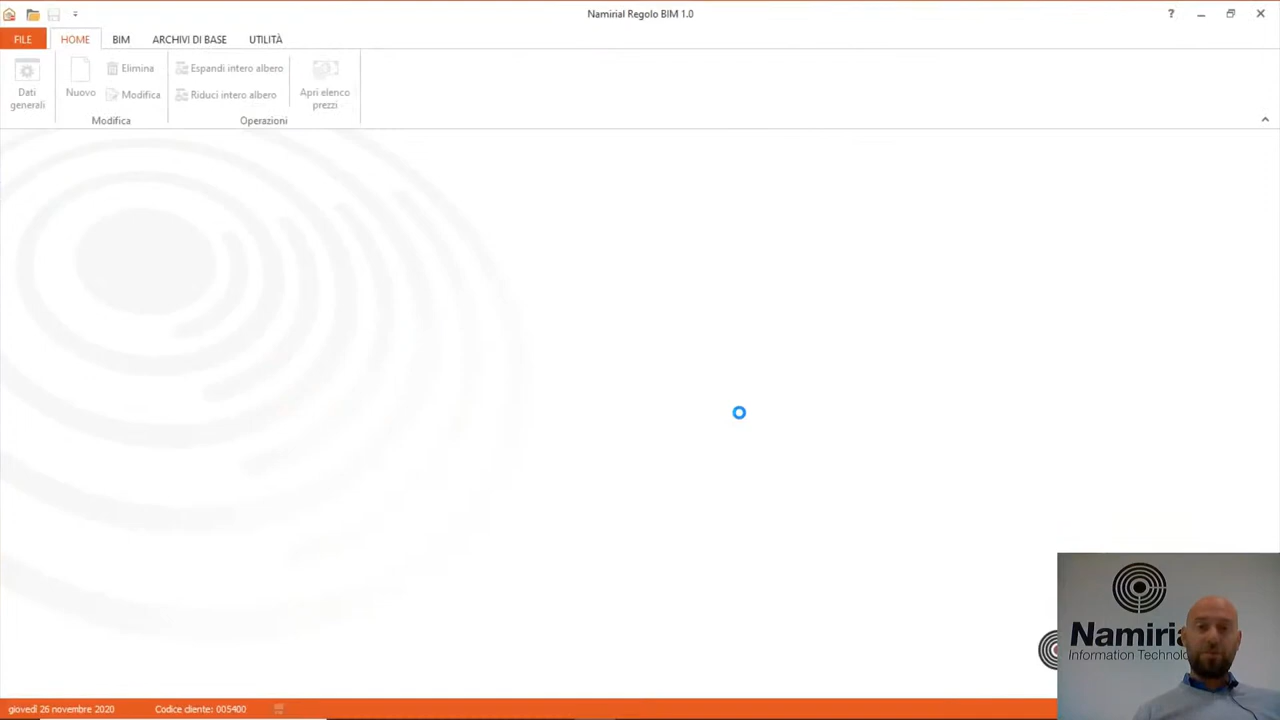 Namirial Regolo BIM 1.0
?
FILE HOME BIM ARCHIVI DI BASE UTILITÀ
Dati generali
Nuovo
Elimina
Modifica
Espandi intero albero
Riduci intero albero
Apri elenco prezzi
Modifica
Operazioni
Namiria
Information Technolo
giovedì 26 novembre 2020 Codice cliente: 005400